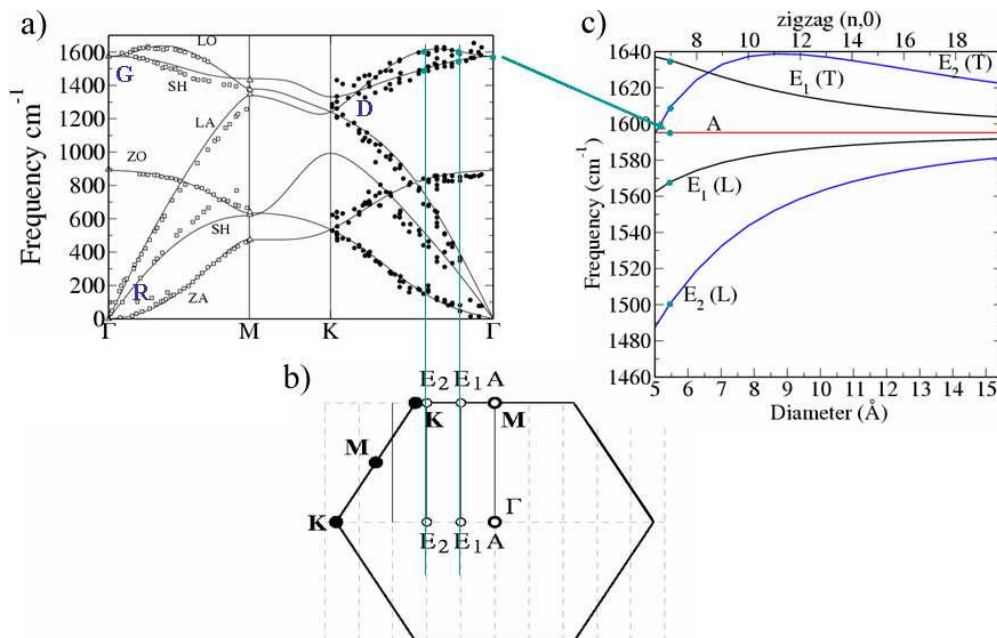 a)
Frequency cm-1
1600
1400
1200
1000
800
600
400
200
0
G
LO
SH
LA
ZO
SH
R
ZA
D
Γ
M
K
Γ
c)
zigzag (n,0)
8
10
12
14
16
18
Frequency (cm-1)
1640
1620
1600
1580
1560
1540
1520
1500
1480
1460
E1 (T)
E2 (T)
A
E1 (L)
E2 (L)
5
6
7
8
9
10
11
12
13
14
15
Diameter (Å)
b)
E2
E1
A
K
M
M
Γ
K
E2
E1
A